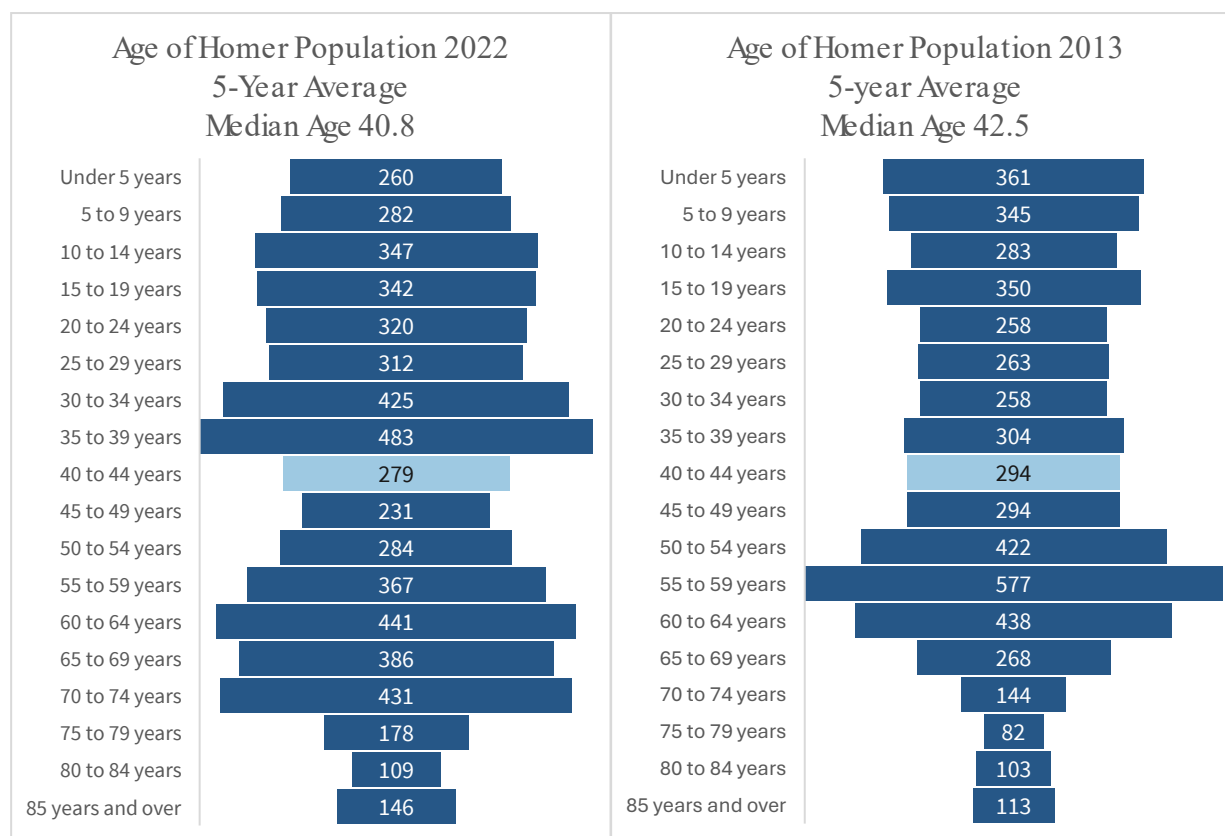 Age of Homer Population 2022
5-Year Average
Median Age 40.8
Under 5 years 260
5 to 9 years 282
10 to 14 years 347
15 to 19 years 342
20 to 24 years 320
25 to 29 years 312
30 to 34 years 425
35 to 39 years 483
40 to 44 years 279
45 to 49 years 231
50 to 54 years 284
55 to 59 years 367
60 to 64 years 441
65 to 69 years 386
70 to 74 years 431
75 to 79 years 178
80 to 84 years 109
85 years and over 146
Age of Homer Population 2013
5-year Average
Median Age 42.5
Under 5 years 361
5 to 9 years 345
10 to 14 years 283
15 to 19 years 350
20 to 24 years 258
25 to 29 years 263
30 to 34 years 258
35 to 39 years 304
40 to 44 years 294
45 to 49 years 294
50 to 54 years 422
55 to 59 years 577
60 to 64 years 438
65 to 69 years 268
70 to 74 years 144
75 to 79 years 82
80 to 84 years 103
85 years and over 113